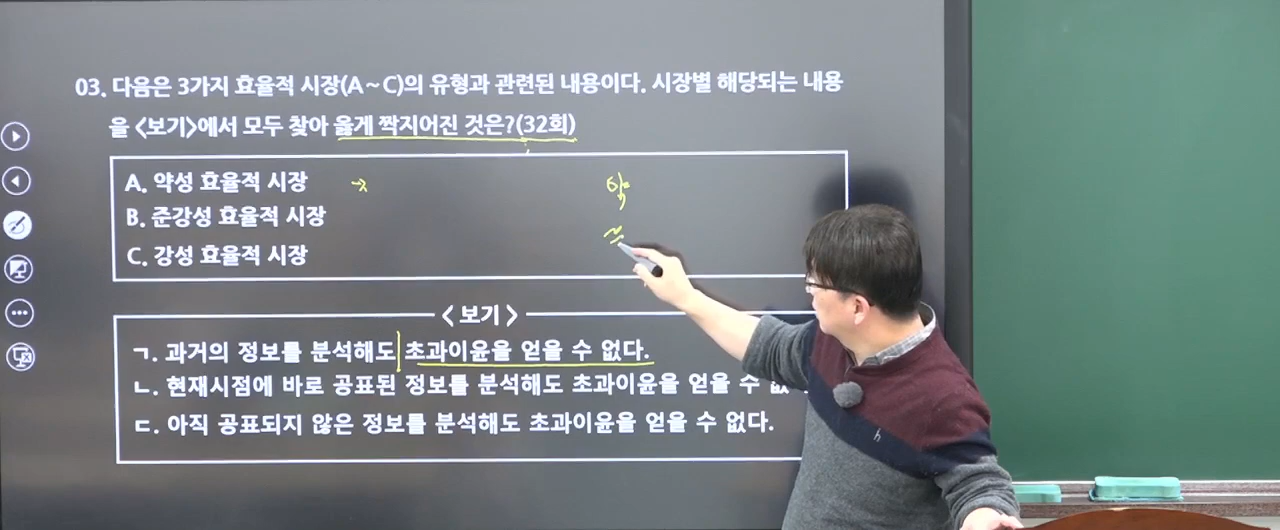 03. 다음은 3가지 효율적 시장(A~C)의 유형과 관련된 내용이다. 시장별 해당되는 내용
을 <보기>에서 모두 찾아 옳게 짝지어진 것은?(32회)
A. 약성 효율적 시장 →
약
B. 준강성 효율적 시장
C. 강성 효율적 시장
<보기>
ㄱ. 과거의 정보를 분석해도 초과이윤을 얻을 수 없다.
ㄴ. 현재시점에 바로 공표된 정보를 분석해도 초과이윤을 얻을 수
ㄷ. 아직 공표되지 않은 정보를 분석해도 초과이윤을 얻을 수 없다.